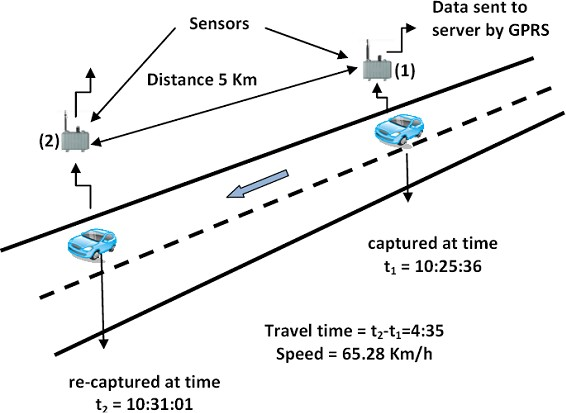 Sensors
Data sent to
server by GPRS
(1)
Distance 5 Km
(2)
captured at time
t₁ = 10:25:36
Travel time = t₂-t₁=4:35
Speed = 65.28 Km/h
re-captured at time
t₂ = 10:31:01